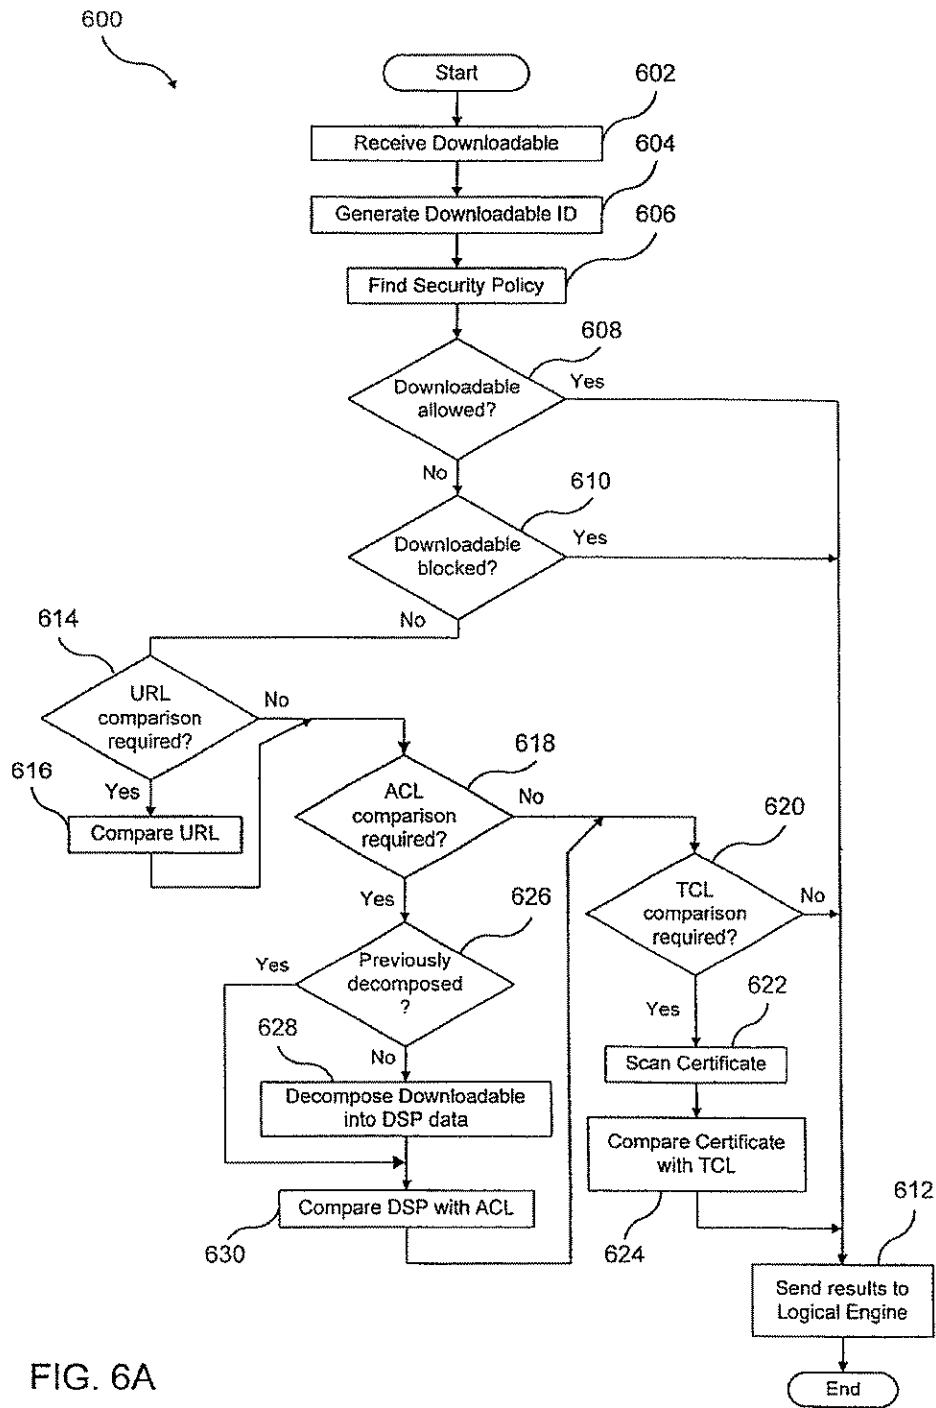 600
Start
602
Receive Downloadable
604
Generate Downloadable ID
606
Find Security Policy
608
Downloadable
allowed?
Yes
No
610
Downloadable
blocked?
Yes
No
614
URL
comparison
required?
No
Yes
616
Compare URL
618
ACL
comparison
required?
No
Yes
620
TCL
comparison
required?
No
Yes
626
Previously
decomposed
?
Yes
No
628
Decompose Downloadable
into DSP data
622
Scan Certificate
Compare Certificate
with TCL
624
Compare DSP with ACL
630
612
Send results to
Logical Engine
End
FIG. 6A